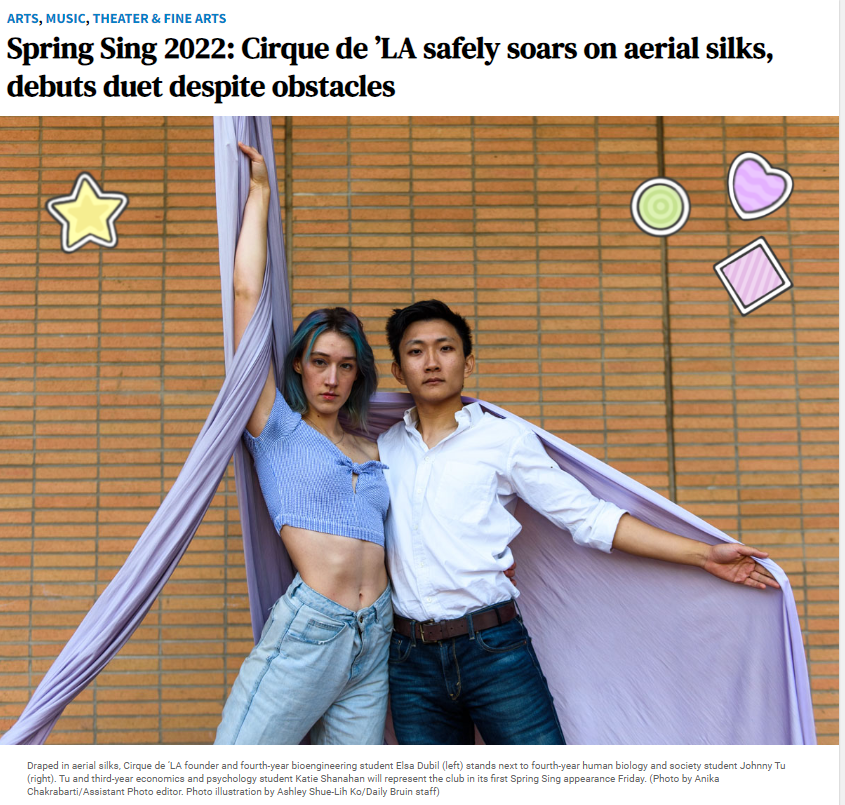 ARTS, MUSIC, THEATER & FINE ARTS
Spring Sing 2022: Cirque de ’LA safely soars on aerial silks,
debuts duet despite obstacles
Draped in aerial silks, Cirque de ’LA founder and fourth-year bioengineering student Elsa Dubil (left) stands next to fourth-year human biology and society student Johnny Tu
(right). Tu and third-year economics and psychology student Katie Shanahan will represent the club in its first Spring Sing appearance Friday. (Photo by Anika
Chakrabarti/Assistant Photo editor. Photo illustration by Ashley Shue-Lih Ko/Daily Bruin staff)